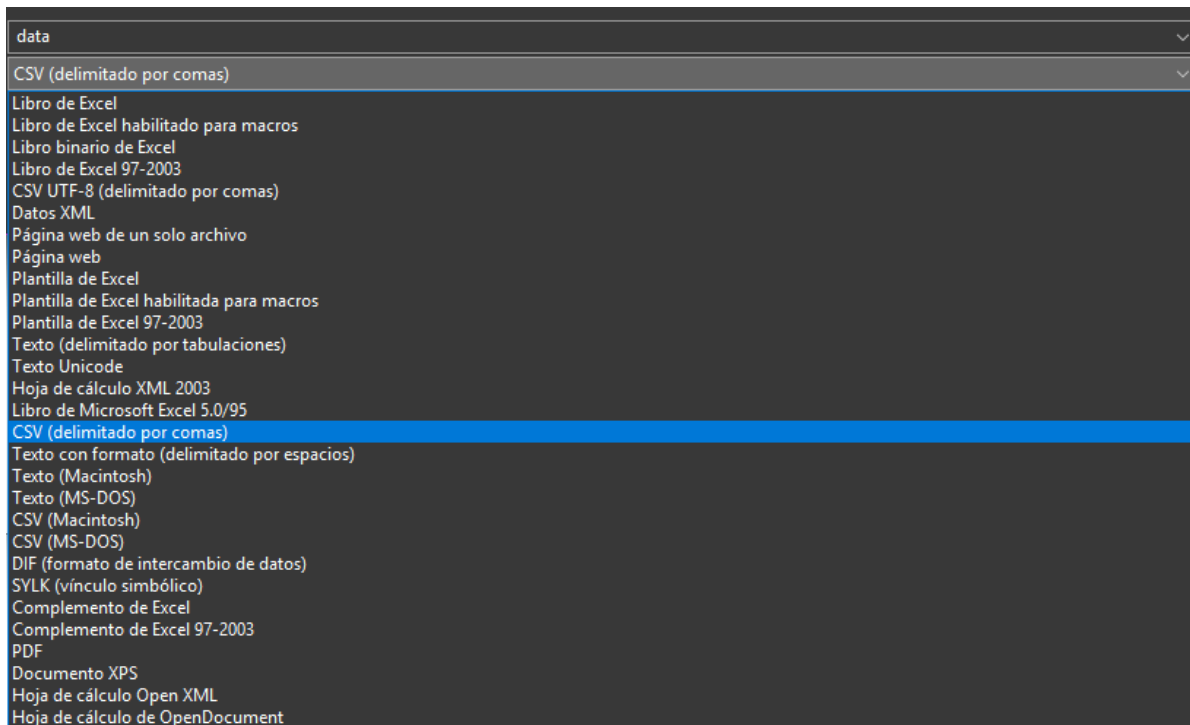 data
CSV (delimitado por comas)
Libro de Excel
Libro de Excel habilitado para macros
Libro binario de Excel
Libro de Excel 97-2003
CSV UTF-8 (delimitado por comas)
Datos XML
Página web de un solo archivo
Página web
Plantilla de Excel
Plantilla de Excel habilitada para macros
Plantilla de Excel 97-2003
Texto (delimitado por tabulaciones)
Texto Unicode
Hoja de cálculo XML 2003
Libro de Microsoft Excel 5.0/95
CSV (delimitado por comas)
Texto con formato (delimitado por espacios)
Texto (Macintosh)
Texto (MS-DOS)
CSV (Macintosh)
CSV (MS-DOS)
DIF (formato de intercambio de datos)
SYLK (vínculo simbólico)
Complemento de Excel
Complemento de Excel 97-2003
PDF
Documento XPS
Hoja de cálculo Open XML
Hoja de cálculo de OpenDocument